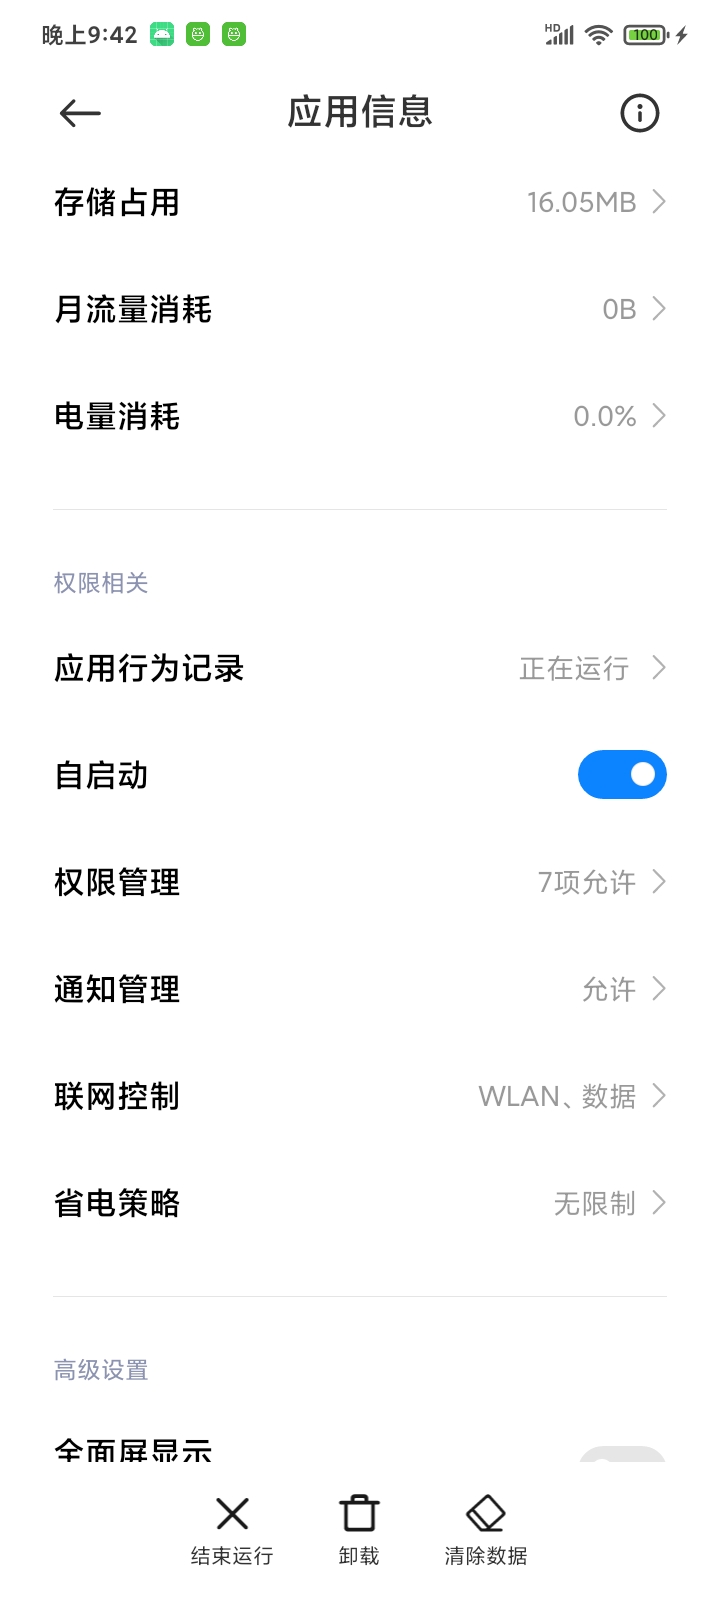 晚上9:42
HD
100
应用信息
存储占用 16.05MB
月流量消耗 0B
电量消耗 0.0%
权限相关
应用行为记录 正在运行
自启动
权限管理 7项允许
通知管理 允许
联网控制 WLAN、数据
省电策略 无限制
高级设置
全面屏显示
结束运行 卸载 清除数据